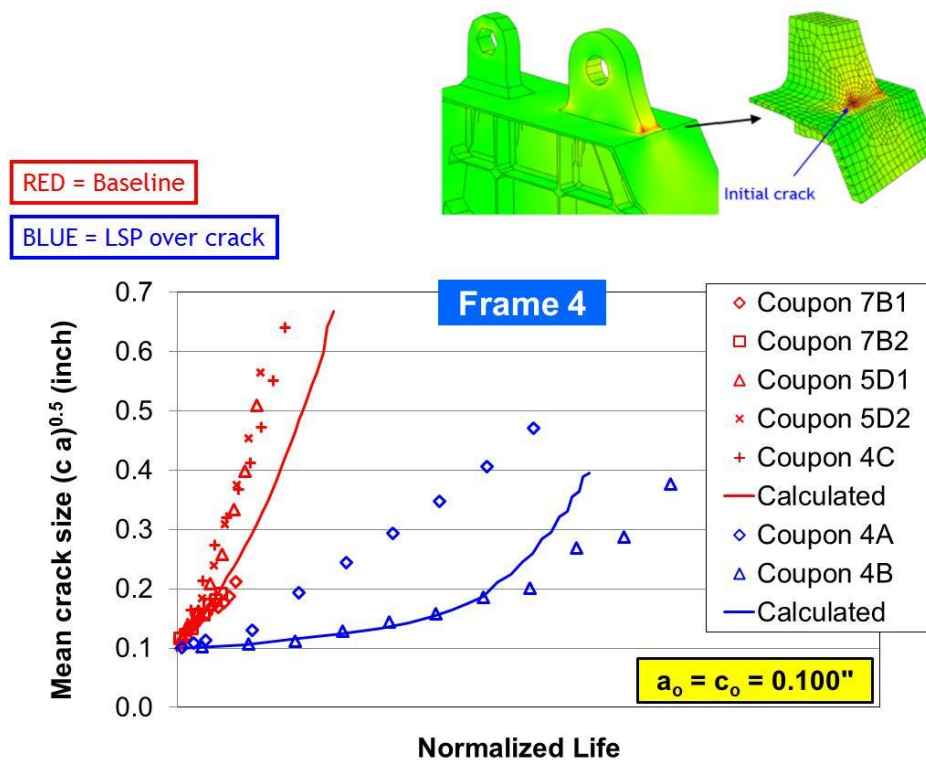 Initial crack
RED = Baseline
BLUE = LSP over crack
Frame 4
Mean crack size (c a)^0.5 (inch)
0.7
0.6
0.5
0.4
0.3
0.2
0.1
0.0
Coupon 7B1
Coupon 7B2
Coupon 5D1
Coupon 5D2
Coupon 4C
Calculated
Coupon 4A
Coupon 4B
Calculated
a₀ = c₀ = 0.100"
Normalized Life